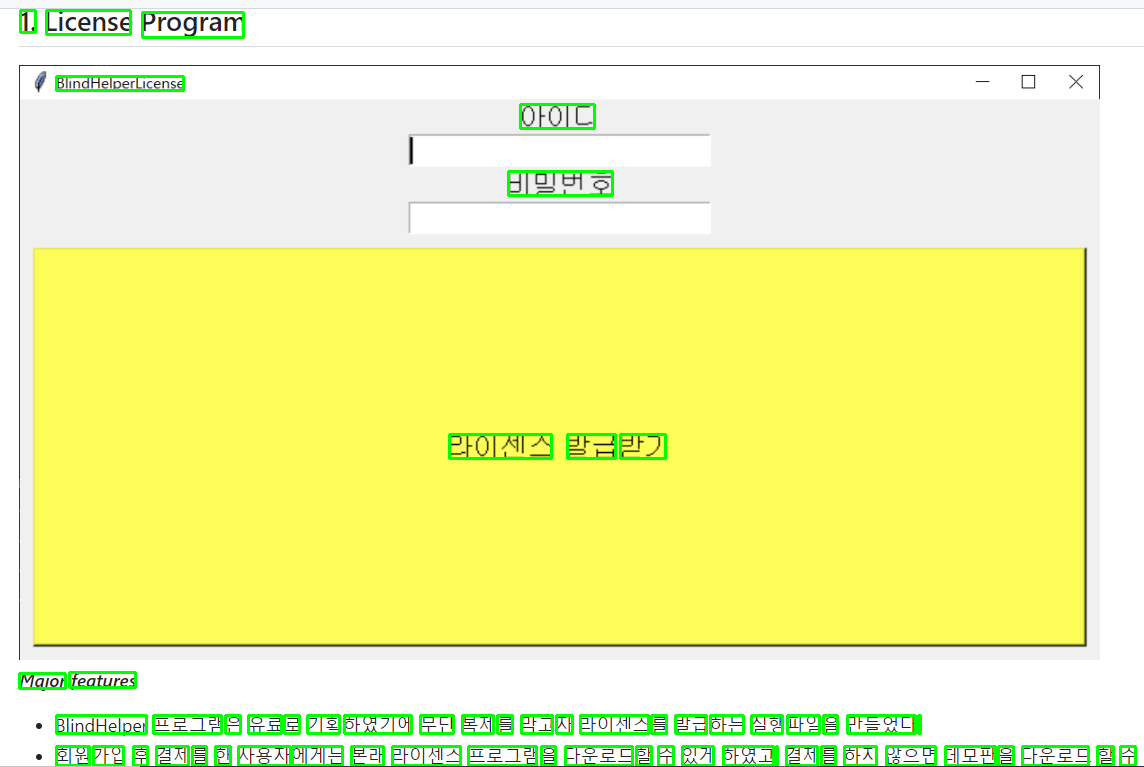 1. License Program
BlindHelperLicense
아이디
비밀번호
라이센스 발급받기
Major features
BlindHelper 프로그램은 유료로 기획하였기에 무단 복제를 막고자 라이센스를 발급하는 실행파일을 만들었다.
회원가입 후 결제를 한 사용자에게는 본래 라이센스 프로그램을 다운로드할 수 있게 하였고, 결제를 하지 않으면 데모판을 다운로드 할 수